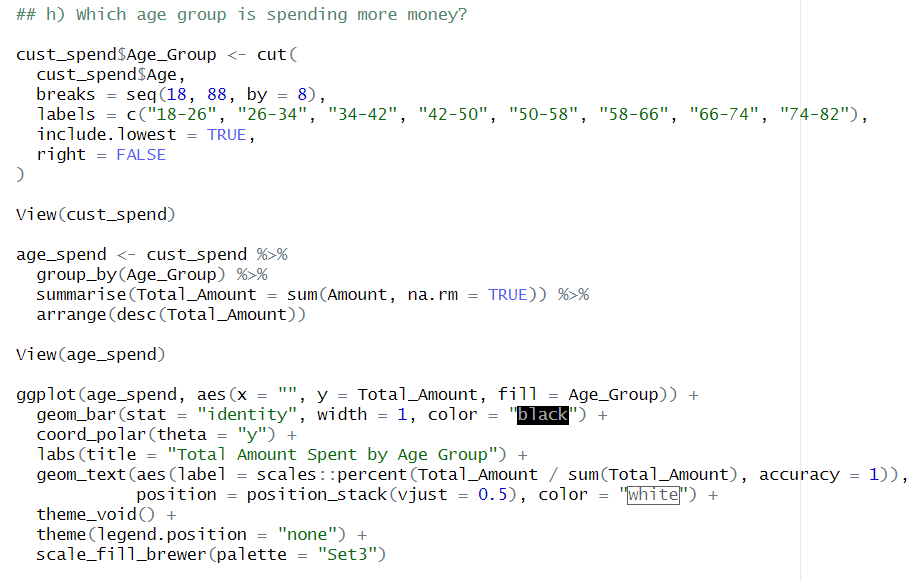 ## h) Which age group is spending more money?
cust_spend$Age_Group <- cut(
  cust_spend$Age,
  breaks = seq(18, 88, by = 8),
  labels = c("18-26", "26-34", "34-42", "42-50", "50-58", "58-66", "66-74", "74-82"),
  include.lowest = TRUE,
  right = FALSE
)
View(cust_spend)
age_spend <- cust_spend %>%
  group_by(Age_Group) %>%
  summarise(Total_Amount = sum(Amount, na.rm = TRUE)) %>%
  arrange(desc(Total_Amount))
View(age_spend)
ggplot(age_spend, aes(x = "", y = Total_Amount, fill = Age_Group)) +
  geom_bar(stat = "identity", width = 1, color = "black") +
  coord_polar(theta = "y") +
  labs(title = "Total Amount Spent by Age Group") +
  geom_text(aes(label = scales::percent(Total_Amount / sum(Total_Amount), accuracy = 1)),
            position = position_stack(vjust = 0.5), color = "white") +
  theme_void() +
  theme(legend.position = "none") +
  scale_fill_brewer(palette = "Set3")